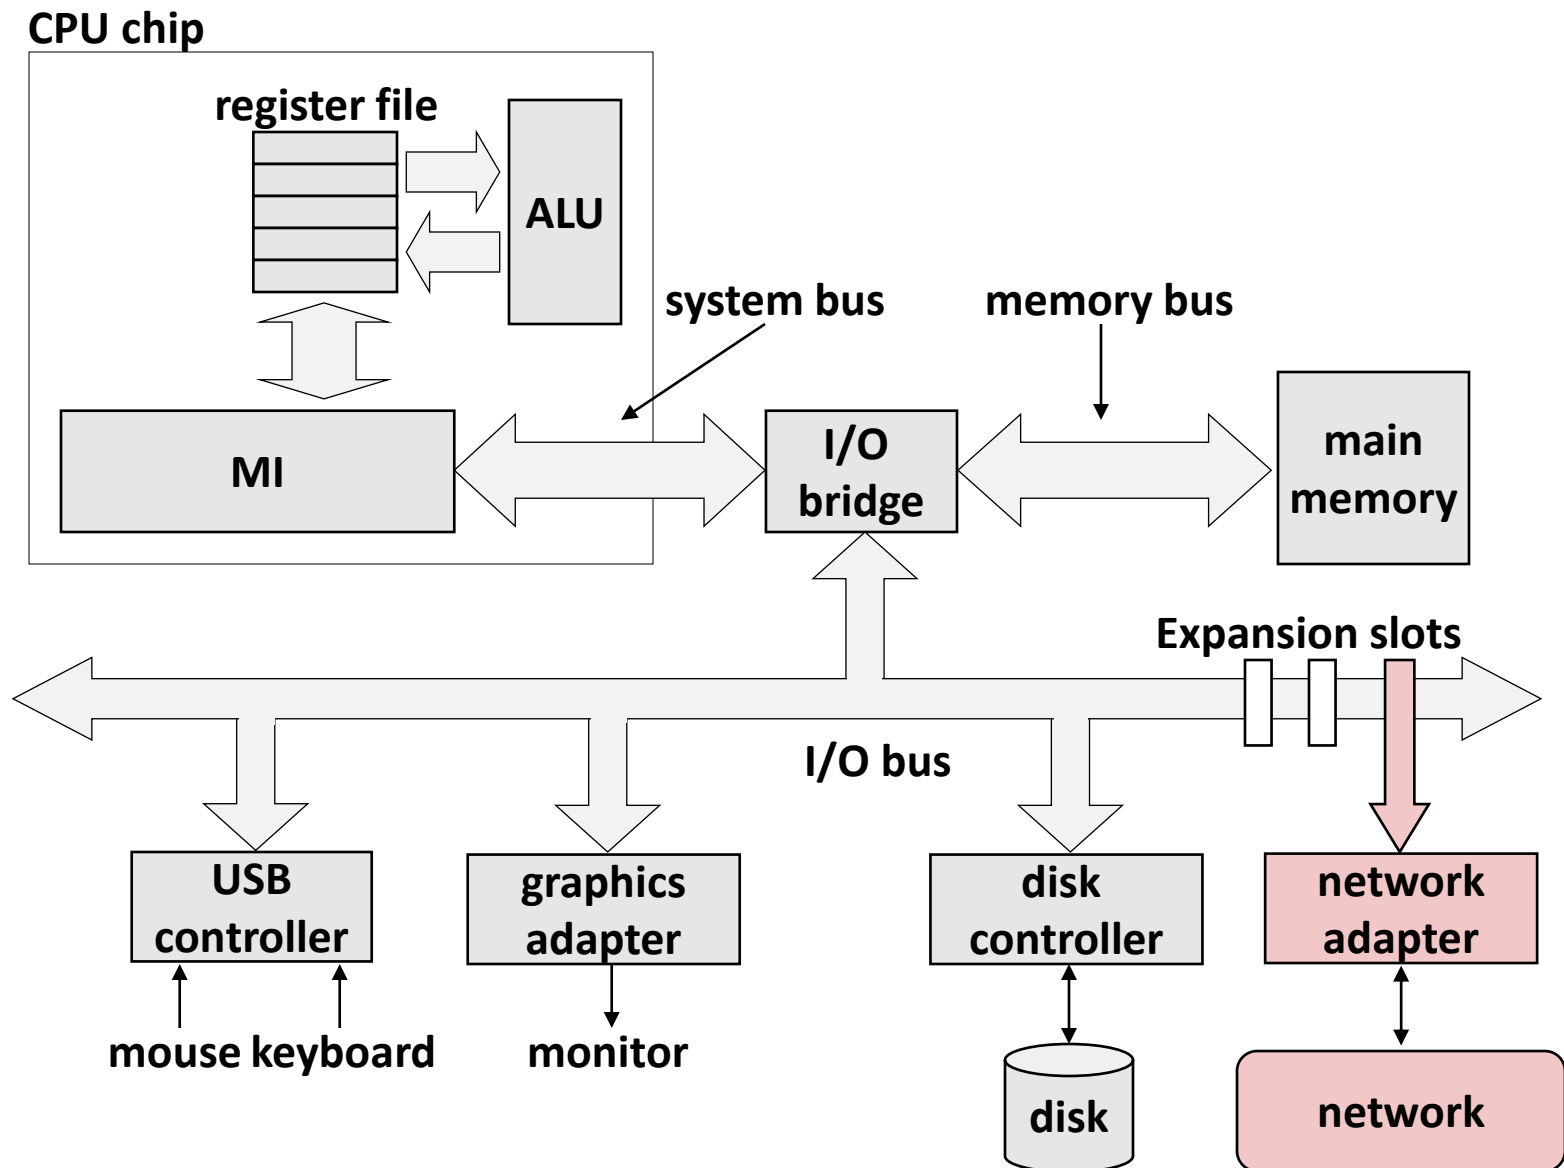 CPU chip
register file
ALU
system bus
memory bus
MI
I/O
bridge
main
memory
Expansion slots
I/O bus
USB
controller
graphics
adapter
disk
controller
network
adapter
mouse keyboard
monitor
disk
network